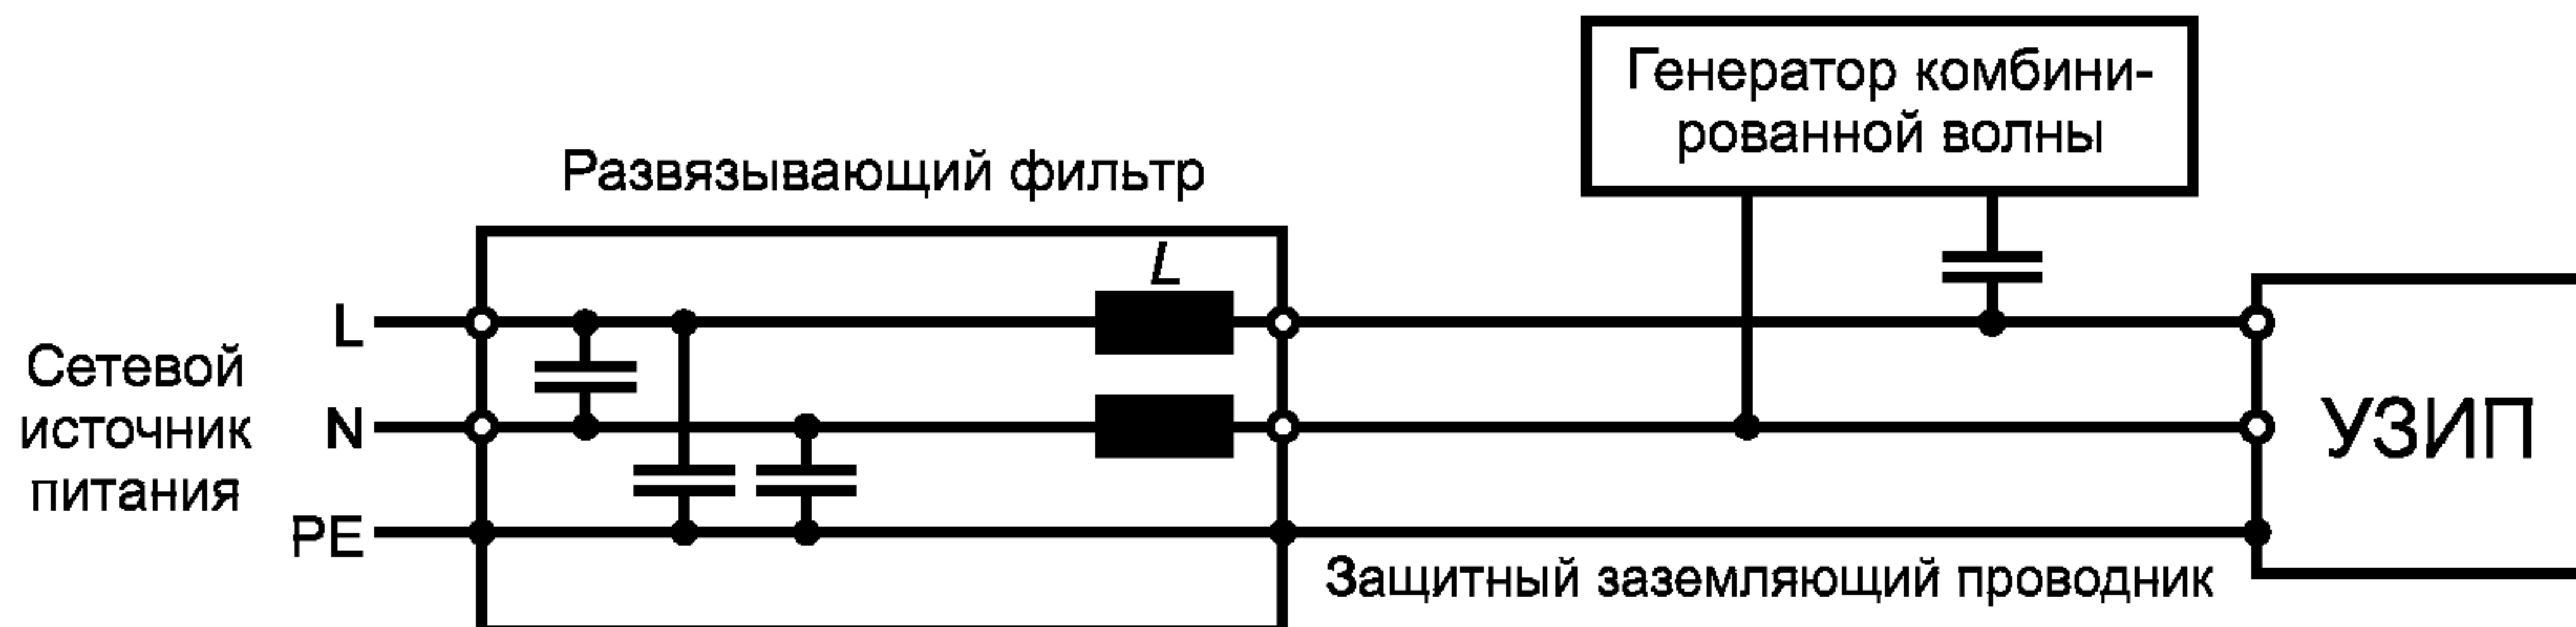 Генератор комбини-
рованной волны
Развязывающий фильтр
L
L
Сетевой
источник
питания
N
УЗИП
PE
Защитный заземляющий проводник